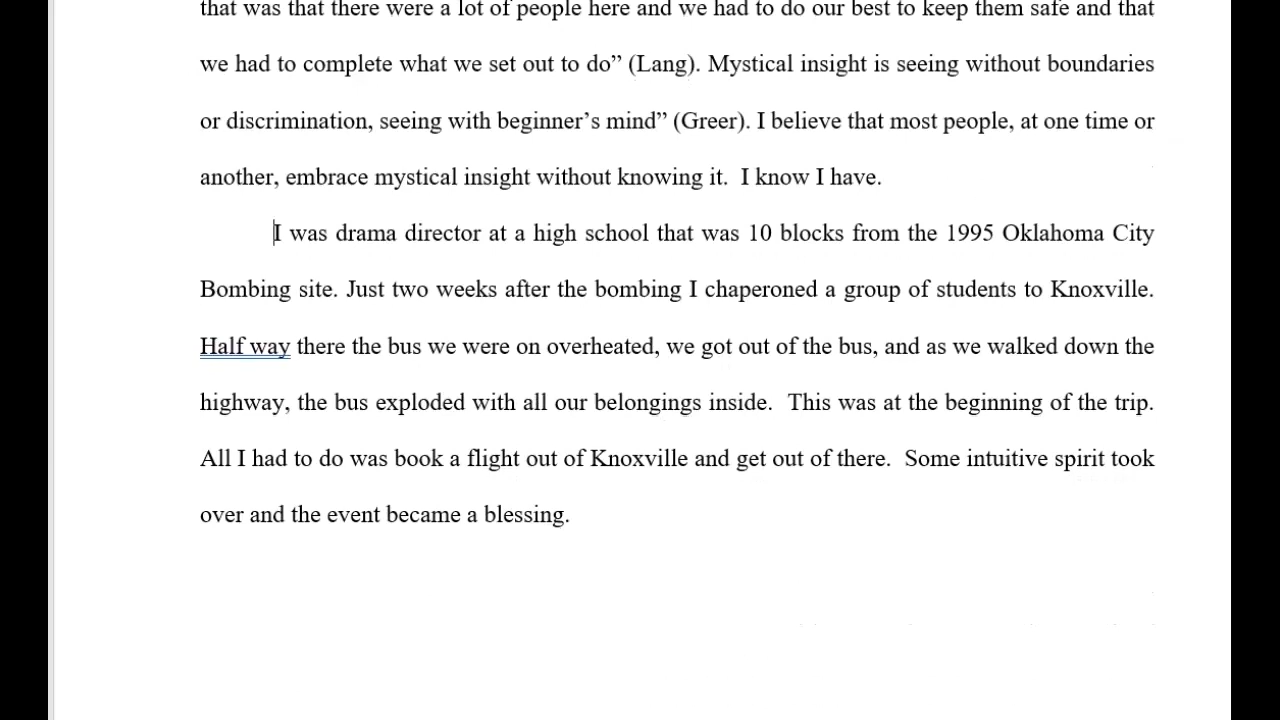 that was that there were a lot of people here and we had to do our best to keep them safe and that
we had to complete what we set out to do” (Lang). Mystical insight is seeing without boundaries
or discrimination, seeing with beginner’s mind” (Greer). I believe that most people, at one time or
another, embrace mystical insight without knowing it.  I know I have.
I was drama director at a high school that was 10 blocks from the 1995 Oklahoma City
Bombing site. Just two weeks after the bombing I chaperoned a group of students to Knoxville.
Half way there the bus we were on overheated, we got out of the bus, and as we walked down the
highway, the bus exploded with all our belongings inside.  This was at the beginning of the trip.
All I had to do was book a flight out of Knoxville and get out of there.  Some intuitive spirit took
over and the event became a blessing.